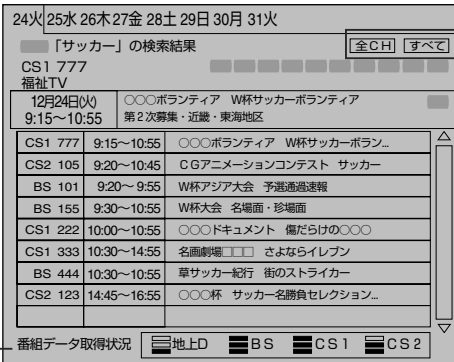 24火 25水 26木 27金 28土 29日 30月 31火
「サッカー」の検索結果 全CH すべて
CS1 777
福祉TV
12月24日(火) 9:15〜10:55
○○○ボランティア W杯サッカーボランティア
第2次募集・近畿・東海地区
CS1 777 9:15〜10:55 ○○○ボランティア W杯サッカーボラン...
CS2 105 9:20〜10:45 CGアニメーションコンテスト サッカー
BS 101 9:20〜 9:55 W杯アジア大会 予選通過速報
BS 155 9:30〜10:55 W杯大会 名場面・珍場面
CS1 222 10:00〜10:55 ○○○ドキュメント 傷だらけの○○○
CS1 333 10:30〜14:55 名画劇場□□□ さよならイレブン
BS 444 10:30〜10:55 草サッカー紀行 街のストライカー
CS2 123 14:45〜16:55 ○○○杯 サッカー名勝負セレクション...
番組データ取得状況 地上D BS CS1 CS2